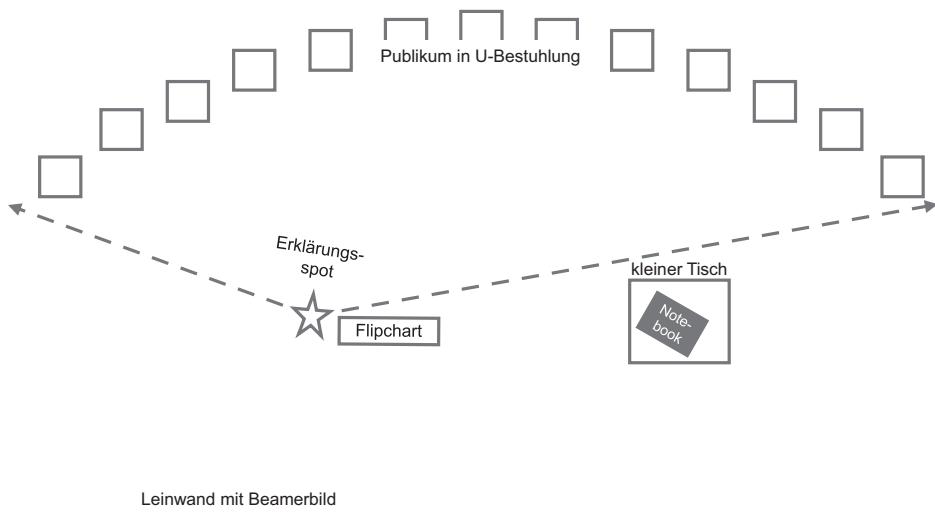 Publikum in U-Bestuhlung
Erklärungs-
spot
kleiner Tisch
Note-
book
Flipchart
Leinwand mit Beamerbild